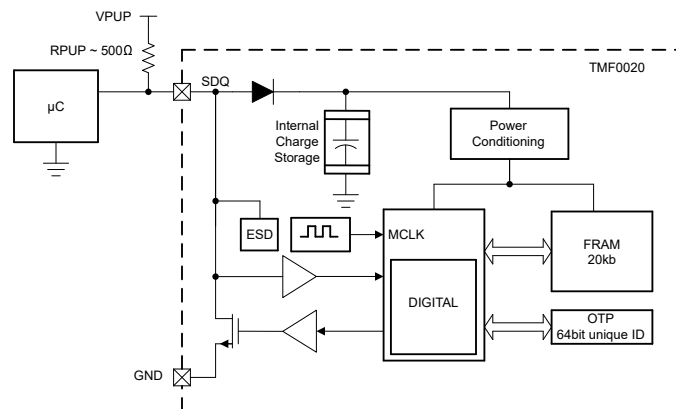 VPUP
RPUP ~ 500Ω
TMF0020
SDQ
µC
Internal
Charge
Storage
Power
Conditioning
ESD
MCLK
FRAM
20kb
DIGITAL
OTP
64bit unique ID
GND